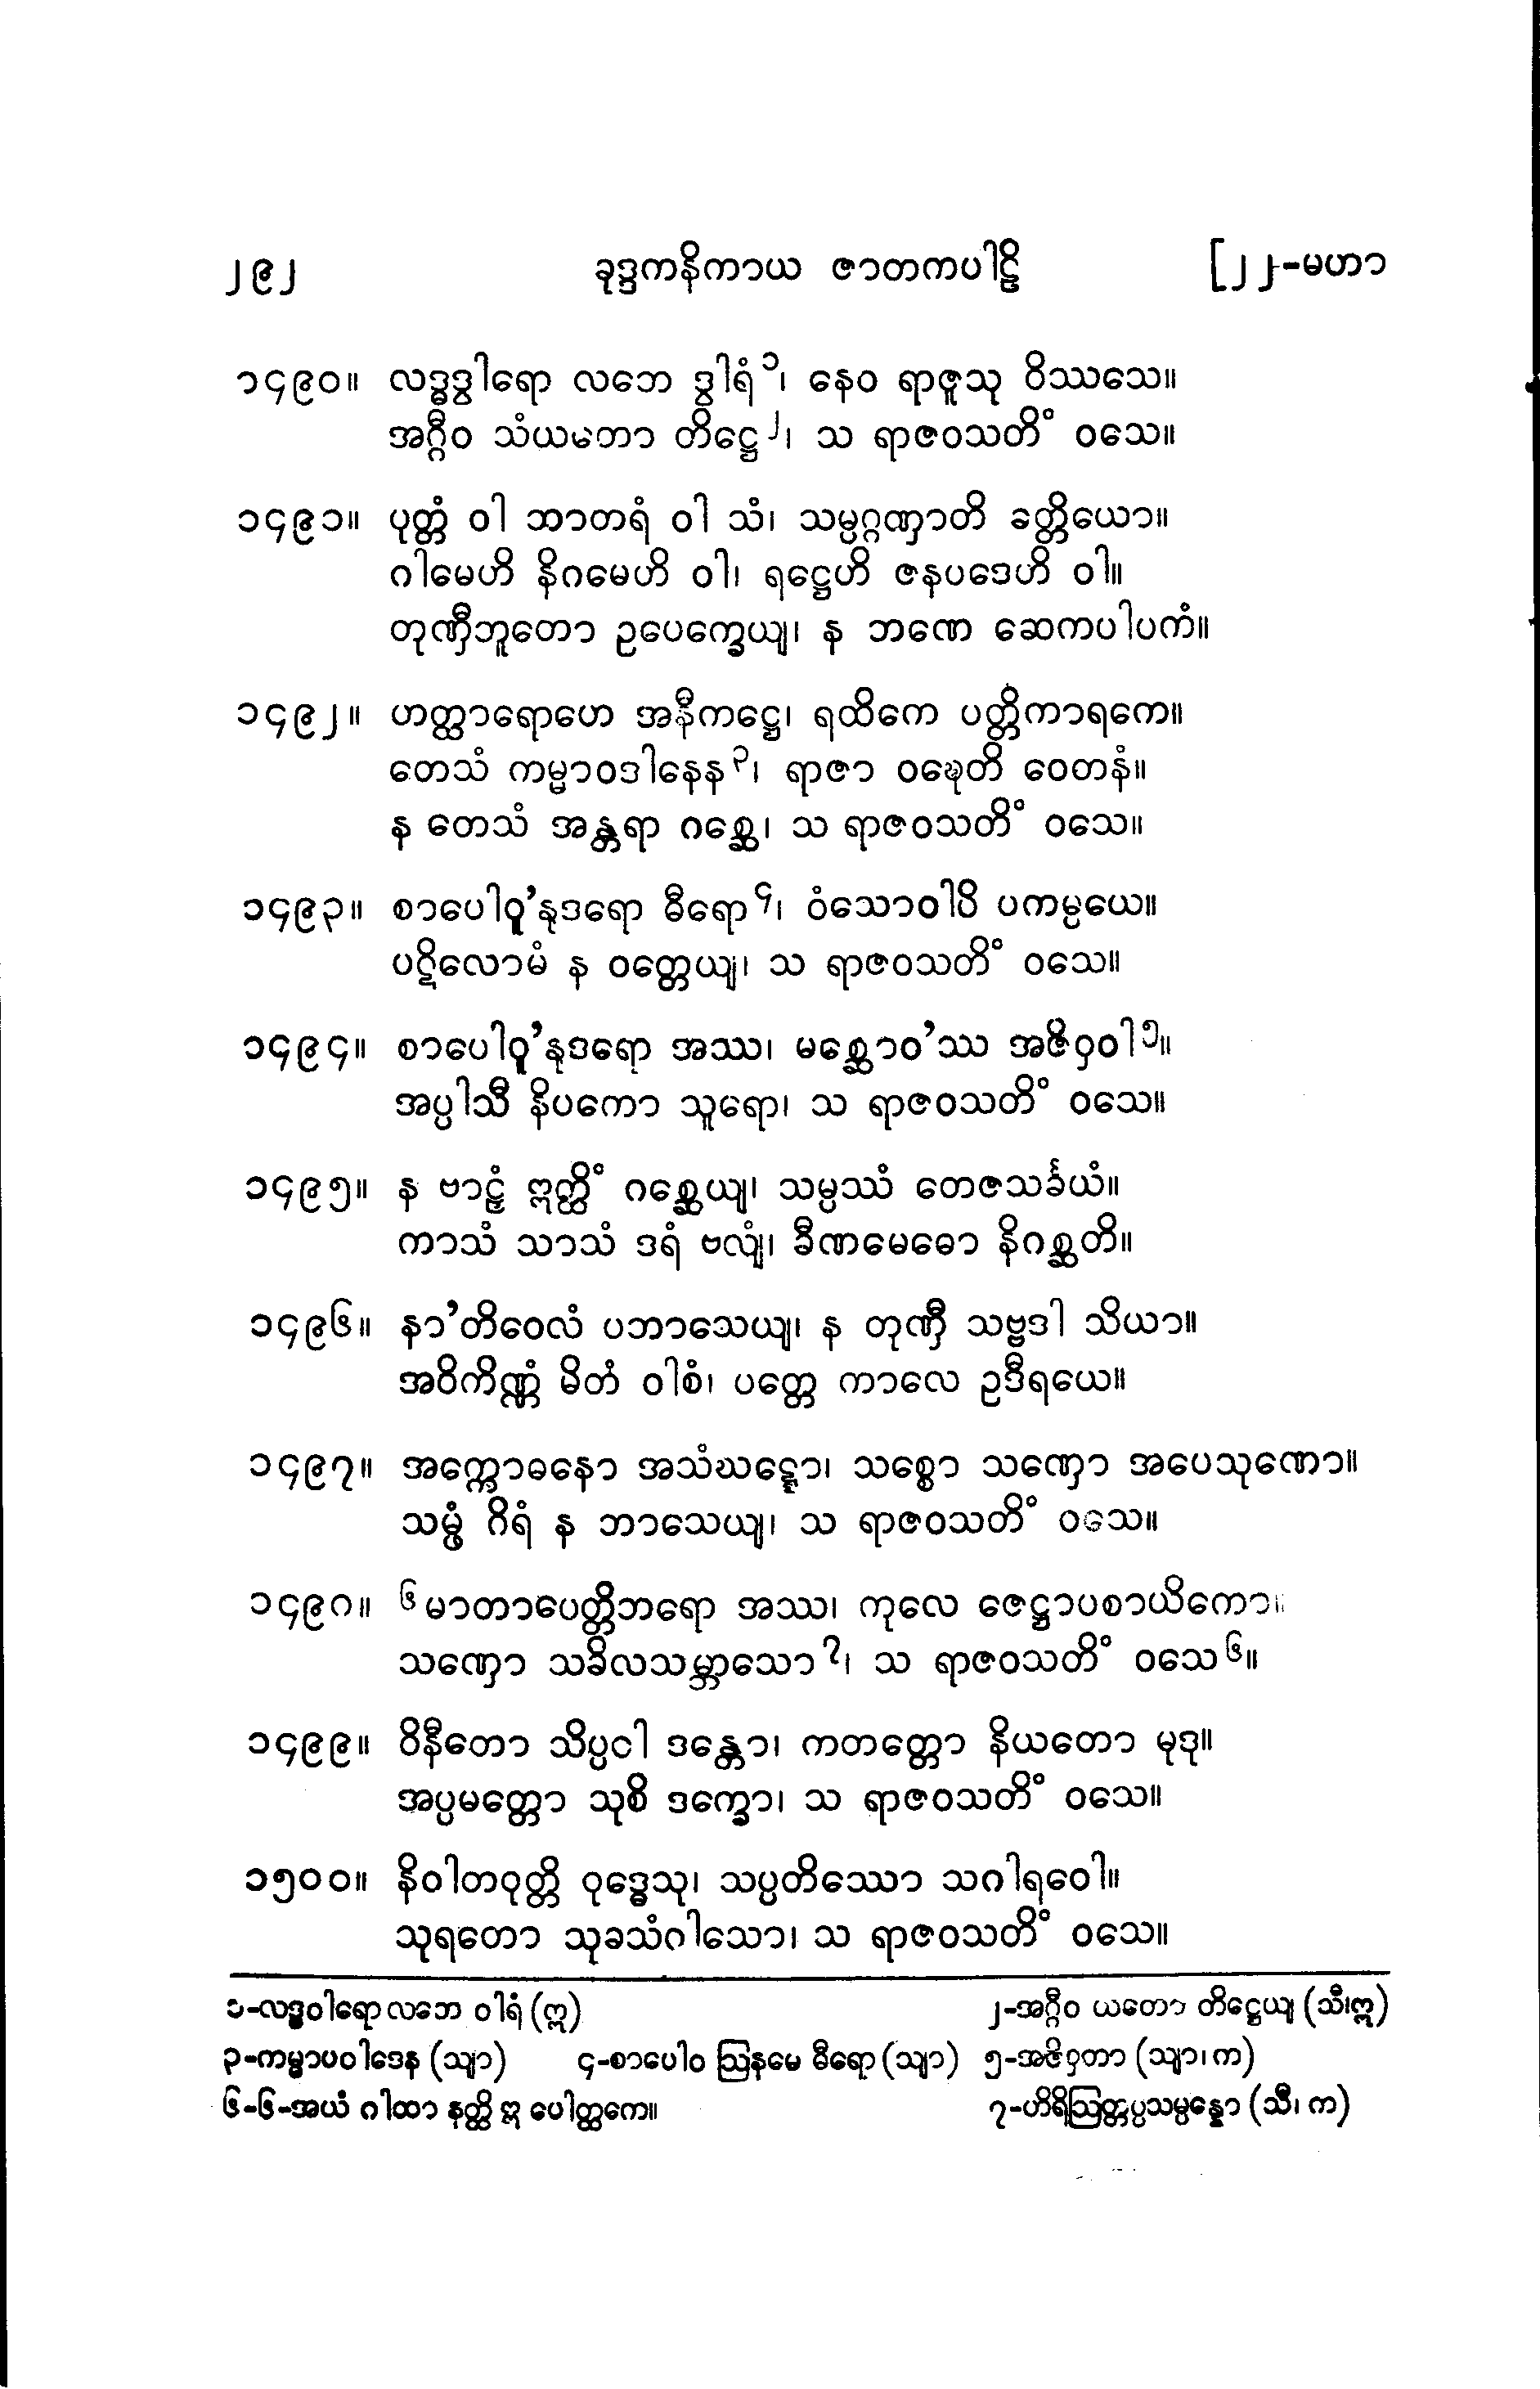 ၂၉၂ ခုဒ္ဒကနိကာယ ဇာတကပါဠိ [၂၂-မဟာ
၁၄၉၀။ လဒ္ဓဒွါရော လဘေ ဒွါရံ ၁၊ နေဝ ရာဇူသု ဝိဿသေ။
အဂ္ဂီဝ သံယတော တိဋ္ဌေ ၂၊ သ ရာဇဝသတိံ ဝသေ။
၁၄၉၁။ ပုတ္တံ ဝါ ဘာတရံ ဝါ သံ၊ သမ္ပဂ္ဂဏှာတိ ခတ္တိယော။
ဂါမေဟိ နိဂမေဟိ ဝါ၊ ရဋ္ဌေဟိ ဇနပဒေဟိ ဝါ။
တုဏှီဘူတော ဥပေက္ခေယျ၊ န ဘဏေ ဆေကပါပကံ။
၁၄၉၂။ ဟတ္ထာရောဟေ အနီကဋ္ဌေ၊ ရထိကေ ပတ္တိကာရကေ။
တေသံ ကမ္မာဝဒါနေန ၃၊ ရာဇာ ဝဍ္ဎေတိ ဝေတနံ။
န တေသံ အန္တရာ ဂစ္ဆေ၊ သ ရာဇဝသတိံ ဝသေ။
၁၄၉၃။ စာပေါဝူ’နုဒရော ဓီရော ၄၊ ဝံသောဝါပိ ပကမ္ပယေ။
ပဋိလောမံ န ဝတ္တေယျ၊ သ ရာဇဝသတိံ ဝသေ။
၁၄၉၄။ စာပေါဝူ’နုဒရော အဿ၊ မစ္ဆောဝ’ဿ အဇိဝှဝါ ၅။
အပ္ပါသီ နိပကော သူရော၊ သ ရာဇဝသတိံ ဝသေ။
၁၄၉၅။ န ဗာဠှံ ဣတ္ထိံ ဂစ္ဆေယျ၊ သမ္ပဿံ တေဇသင်္ခယံ။
ကာသံ သာသံ ဒရံ ဗလျံ၊ ခီဏမေဓော နိဂစ္ဆတိ။
၁၄၉၆။ နာ’တိဝေလံ ပဘာသေယျ၊ န တုဏှီ သဗ္ဗဒါ သိယာ။
အဝိကိဏ္ဏံ မိတံ ဝါစံ၊ ပတ္တေ ကာလေ ဥဒီရယေ။
၁၄၉၇။ အက္ကောဓနော အသံဃဋ္ဋော၊ သစ္စော သဏှော အပေသုဏော။
သမ္ဖံ ဂိရံ န ဘာသေယျ၊ သ ရာဇဝသတိံ ဝသေ။
၁၄၉၈။ ၆ မာတာပေတ္တိဘရော အဿ၊ ကုလေ ဇေဋ္ဌာပစာယိကော။
သဏှော သခိလသမ္ဘာသော ၇၊ သ ရာဇဝသတိံ ဝသေ ၆။
၁၄၉၉။ ဝိနီတော သိပ္ပဝါ ဒန္တော၊ ကတတ္တော နိယတော မုဒု။
အပ္ပမတ္တော သုစိ ဒက္ခော၊ သ ရာဇဝသတိံ ဝသေ။
၁၅၀၀။ နိဝါတဝုတ္တိ ဝုဒ္ဓေသု၊ သပ္ပတိဿော သဂါရဝေါ။
သုရတော သုခသံဝါသော၊ သ ရာဇဝသတိံ ဝသေ။
၁-လဒ္ဓဝါရော လဘေ ဝါရံ (ဣ) ၂-အဂ္ဂီဝ ယတော တိဋ္ဌေယျ (သီ၊ဣ)
၃-ကမ္မာပဝါဒေန (သျာ) ၄-စာပေါဝ ဩနမေ ဓီရော (သျာ) ၅-အဇိဝှတာ (သျာ၊ က)
၆-၆-အယံ ဂါထာ နတ္ထိ ဣ ပေါတ္ထကေ။ ၇-ဟိရိဩတ္တပ္ပသမ္ပန္နော (သီ၊ က)